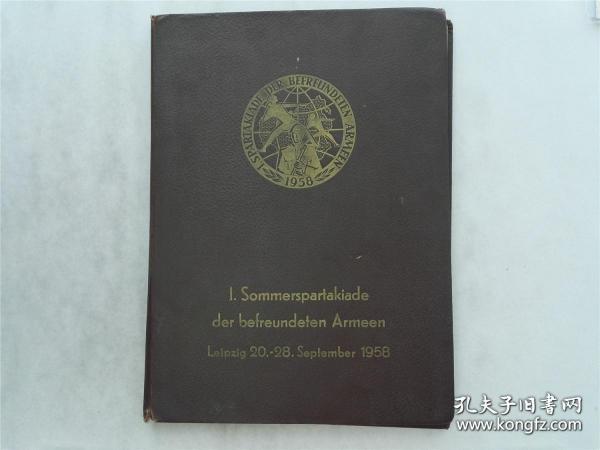 I. SPARTAKIADE DER BEFREUNDETEN ARMEEN
1958
I. Sommerspartakiade
der befreundeten Armeen
Leipzig 20.-28. September 1958
孔夫子旧书网
www.kongfz.com